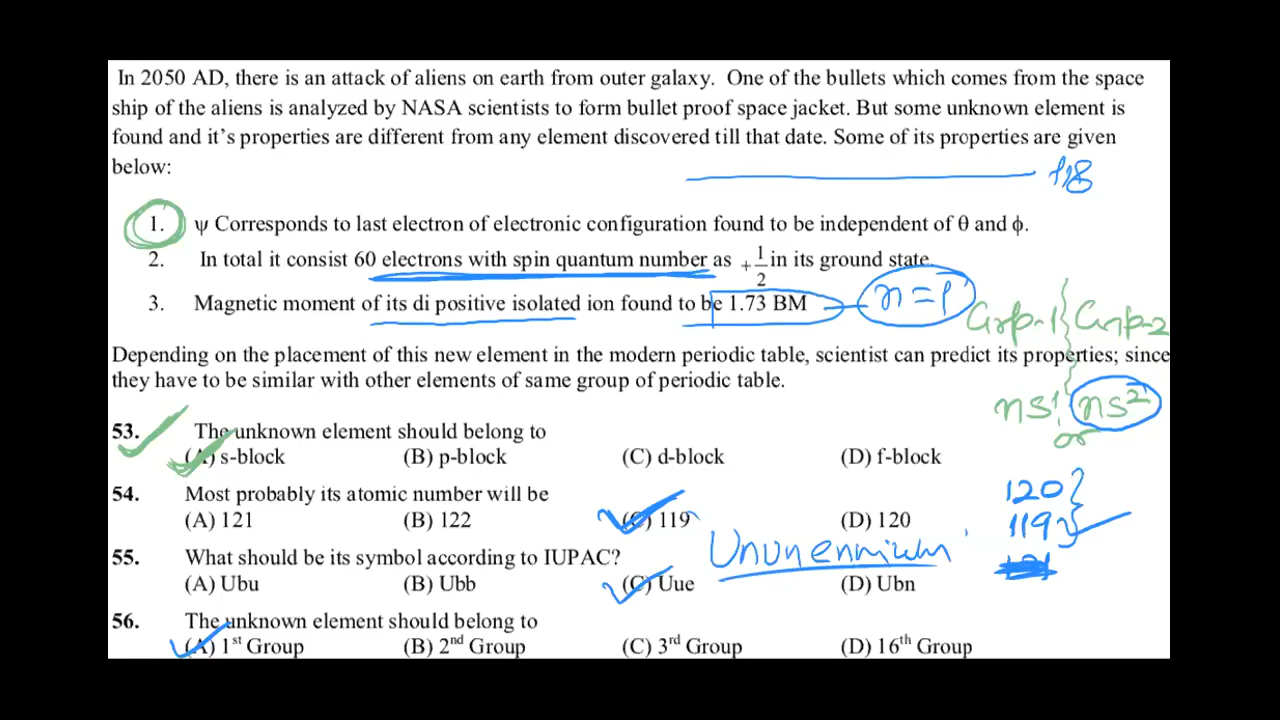 In 2050 AD, there is an attack of aliens on earth from outer galaxy. One of the bullets which comes from the space
ship of the aliens is analyzed by NASA scientists to form bullet proof space jacket. But some unknown element is
found and it's properties are different from any element discovered till that date. Some of its properties are given
below:
118
1. ψ Corresponds to last electron of electronic configuration found to be independent of θ and ϕ.
2. In total it consist 60 electrons with spin quantum number as +1/2 in its ground state.
3. Magnetic moment of its di positive isolated ion found to be 1.73 BM n = 1
Grp-1 Grp-2
Depending on the placement of this new element in the modern periodic table, scientist can predict its properties; since
they have to be similar with other elements of same group of periodic table.
ns¹ ns²
or
53. The unknown element should belong to
(A) s-block (B) p-block (C) d-block (D) f-block
54. Most probably its atomic number will be
120
(A) 121 (B) 122 (C) 119 (D) 120
119
Ununennium
55. What should be its symbol according to IUPAC?
(A) Ubu (B) Ubb (C) Uue (D) Ubn
56. The unknown element should belong to
(A) 1st Group (B) 2nd Group (C) 3rd Group (D) 16th Group